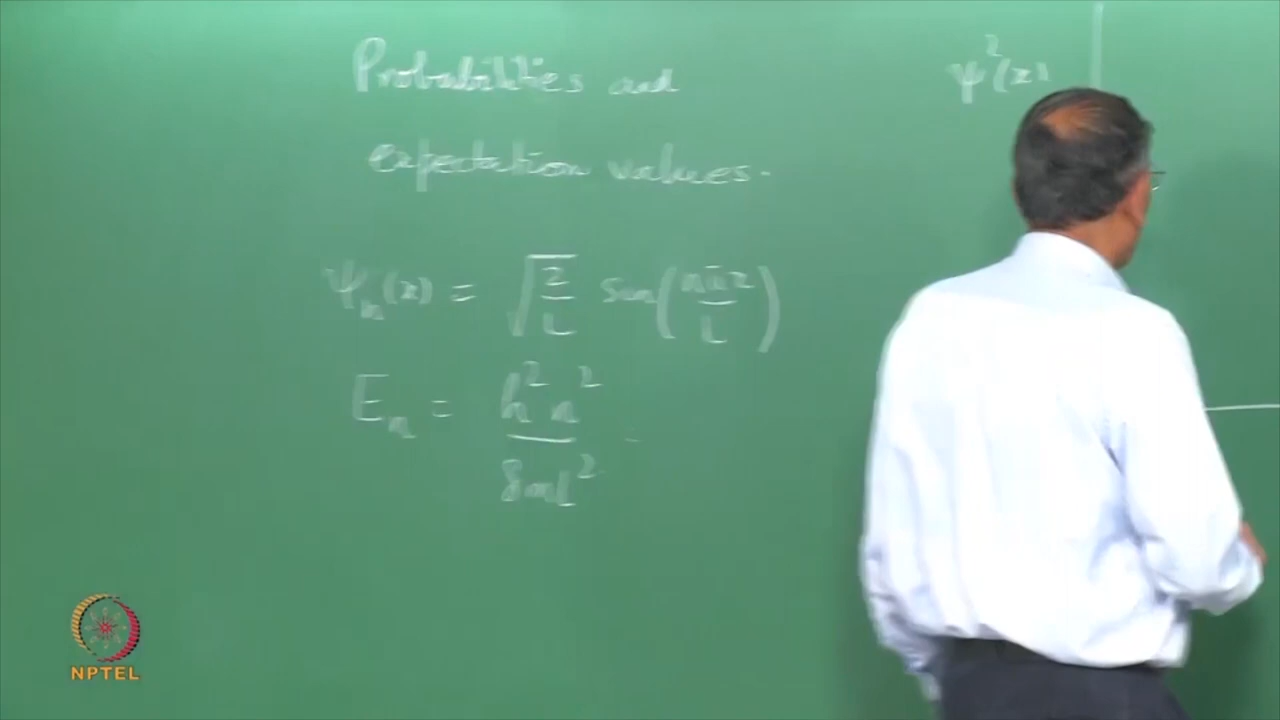 Probabilities and
expectation values.
ψₙ(x) = √(2/L) sin(nπx/L)
Eₙ = h²n²/8mL²
ψ²(x)
NPTEL